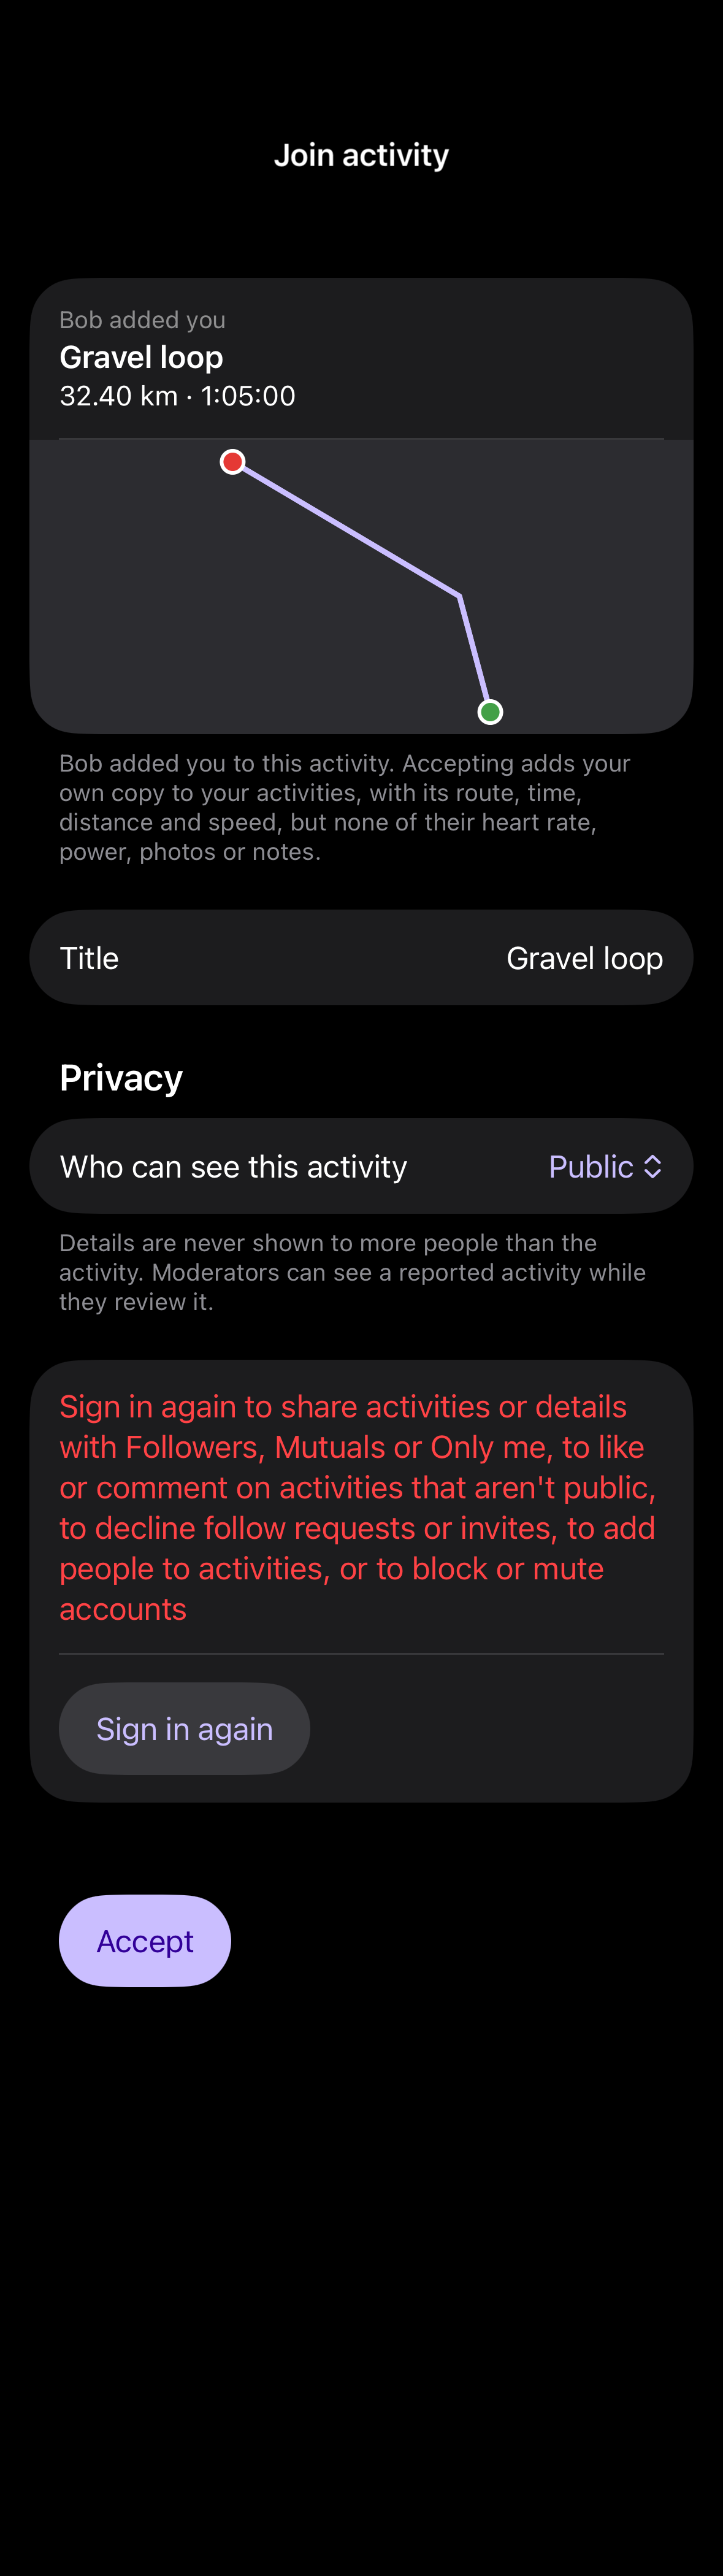 Join activity
Bob added you
Gravel loop
32.40 km · 1:05:00
Bob added you to this activity. Accepting adds your
own copy to your activities, with its route, time,
distance and speed, but none of their heart rate,
power, photos or notes.
Title Gravel loop
Privacy
Who can see this activity Public
Details are never shown to more people than the
activity. Moderators can see a reported activity while
they review it.
Sign in again to share activities or details
with Followers, Mutuals or Only me, to like
or comment on activities that aren't public,
to decline follow requests or invites, to add
people to activities, or to block or mute
accounts
Sign in again
Accept